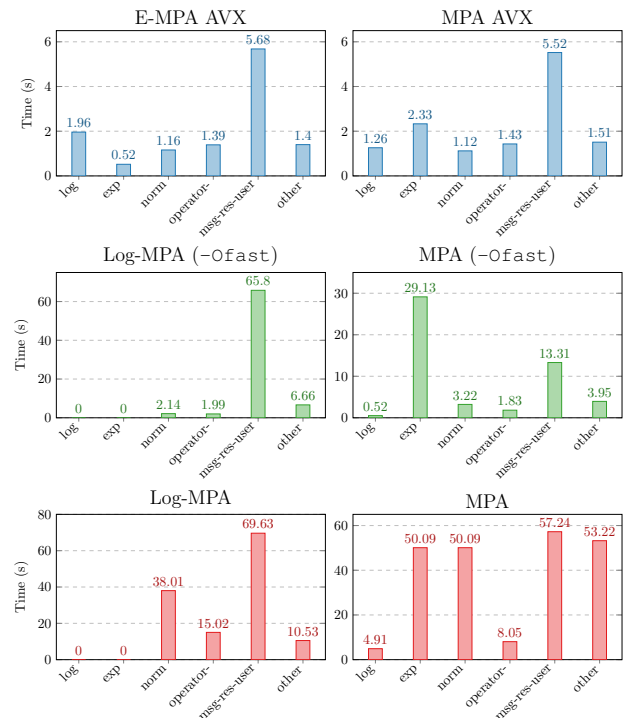 E-MPA AVX
Time (s)
6
4
2
0
1.96
0.52
1.16
1.39
5.68
1.4
log
exp
norm
operator-
msg-res-user
other
MPA AVX
6
4
2
0
1.26
2.33
1.12
1.43
5.52
1.51
log
exp
norm
operator-
msg-res-user
other
Log-MPA (-Ofast)
Time (s)
60
40
20
0
0
0
2.14
1.99
65.8
6.66
log
exp
norm
operator-
msg-res-user
other
MPA (-Ofast)
30
20
10
0
0.52
29.13
3.22
1.83
13.31
3.95
log
exp
norm
operator-
msg-res-user
other
Log-MPA
Time (s)
80
60
40
20
0
0
0
38.01
15.02
69.63
10.53
log
exp
norm
operator-
msg-res-user
other
MPA
60
40
20
0
4.91
50.09
50.09
8.05
57.24
53.22
log
exp
norm
operator-
msg-res-user
other